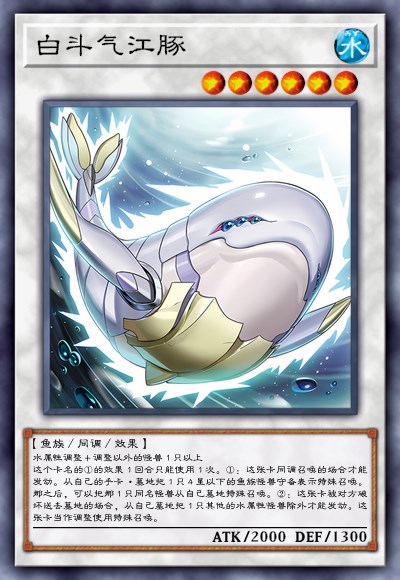 白斗气江豚
みず
水
【鱼族／同调／效果】
水属性调整＋调整以外的怪兽1只以上
这个卡名的①的效果1回合只能使用1次。①：这张卡同调召唤的场合才能
发动。从自己的手卡·墓地把1只4星以下的鱼族怪兽守备表示特殊召唤。
那之后，可以把那1只同名怪兽从自己墓地特殊召唤。②：这张卡被对方破
坏送去墓地的场合，从自己墓地把1只其他的水属性怪兽除外才能发动。这
张卡当作调整使用特殊召唤。
ATK/2000 DEF/1300